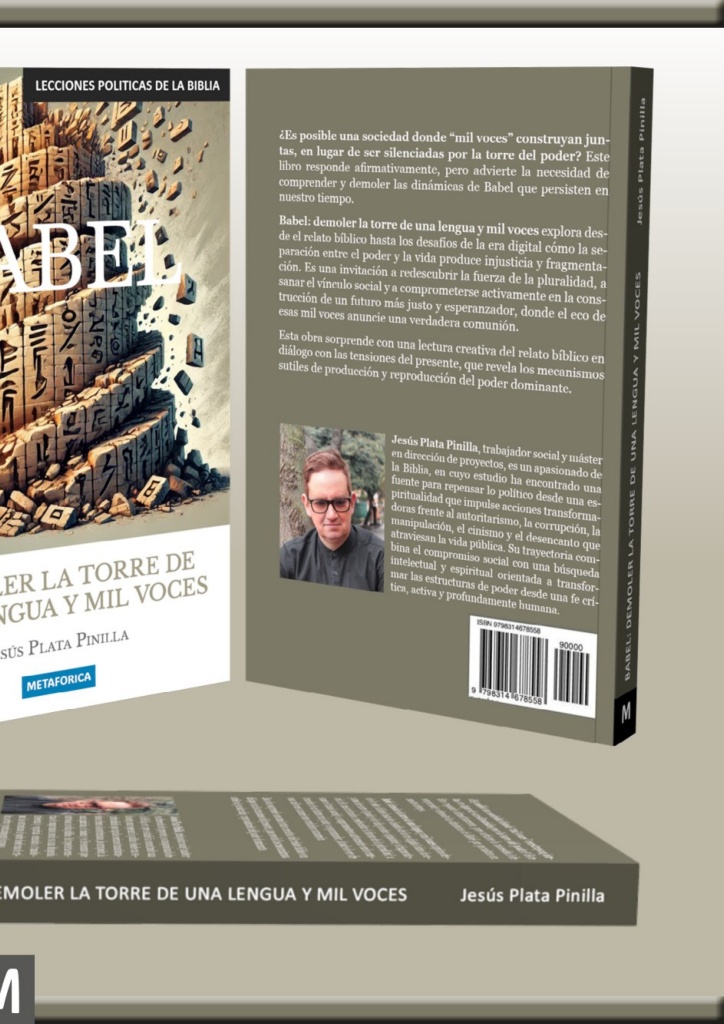 LECCIONES POLITICAS DE LA BIBLIA
ABEL
LER LA TORRE DE
NGUA Y MIL VOCES
SÚS PLATA PINILLA
METAFORICA
¿Es posible una sociedad donde “mil voces” construyan jun-
tas, en lugar de ser silenciadas por la torre del poder? Este
libro responde afirmativamente, pero advierte la necesidad de
comprender y demoler las dinámicas de Babel que persisten en
nuestro tiempo.
Babel: demoler la torre de una lengua y mil voces explora des-
de el relato bíblico hasta los desafíos de la era digital cómo la se-
paración entre el poder y la vida produce injusticia y fragmenta-
ción. Es una invitación a redescubrir la fuerza de la pluralidad, a
sanar el vínculo social y a comprometerse activamente en la cons-
trucción de un futuro más justo y esperanzador, donde el eco de
esas mil voces anuncie una verdadera comunión.
Esta obra sorprende con una lectura creativa del relato bíblico en
diálogo con las tensiones del presente, que revela los mecanismos
sutiles de producción y reproducción del poder dominante.
Jesús Plata Pinilla, trabajador social y máster
en dirección de proyectos, es un apasionado de
la Biblia, en cuyo estudio ha encontrado una
fuente para repensar lo político desde una es-
piritualidad que impulse acciones transforma-
doras frente al autoritarismo, la corrupción, la
manipulación, el cinismo y el desencanto que
atraviesan la vida pública. Su trayectoria com-
bina el compromiso social con una búsqueda
intelectual y espiritual orientada a transfor-
mar las estructuras de poder desde una fe crí-
tica, activa y profundamente humana.
ISBN 9798314678558
90000
9 798314 678558
Jesús Plata Pinilla
BABEL: DEMOLER LA TORRE DE UNA LENGUA Y MIL VOCES
M
EMOLER LA TORRE DE UNA LENGUA Y MIL VOCES
Jesús Plata Pinilla
M